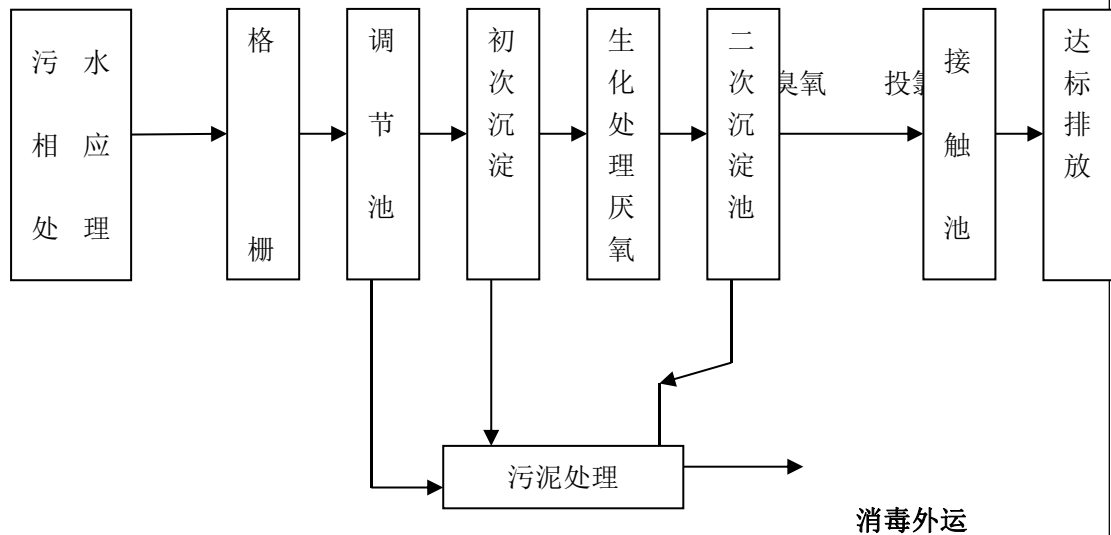 污水相应处理
格栅
调节池
初次沉淀
生化处理厌氧
二次沉淀池
臭氧
投氯
接触池
达标排放
污泥处理
消毒外运